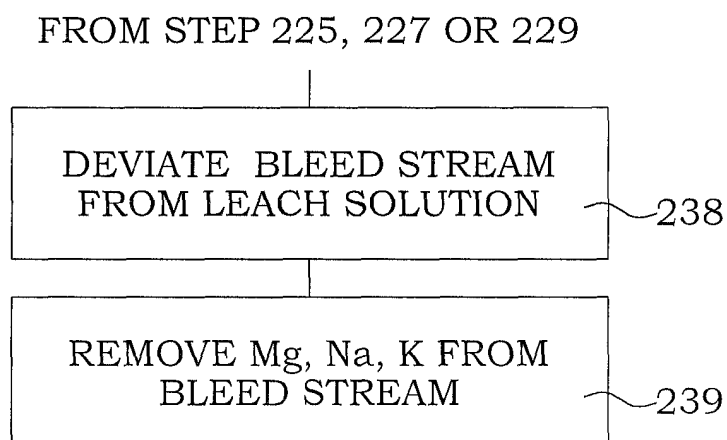 FROM STEP 225, 227 OR 229
DEVIATE BLEED STREAM
FROM LEACH SOLUTION
238
REMOVE Mg, Na, K FROM
BLEED STREAM
239